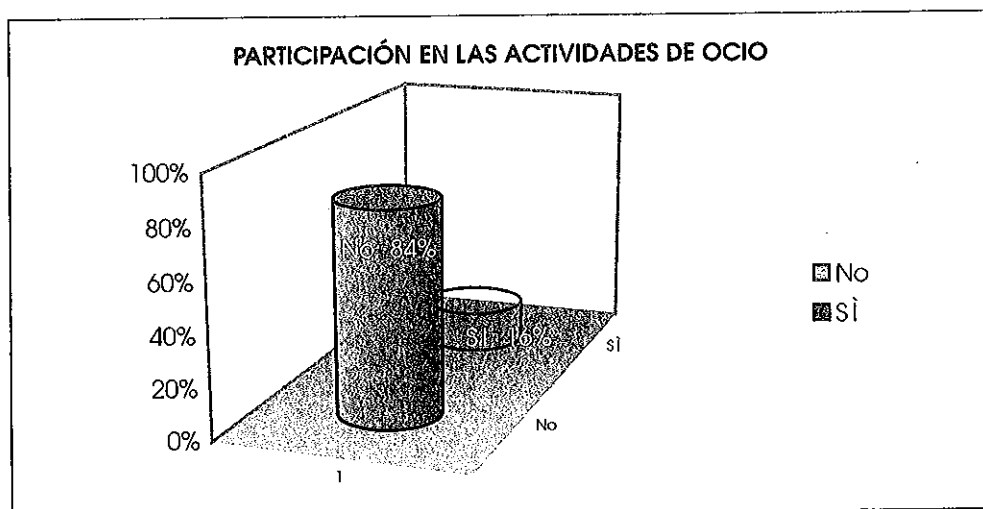 PARTICIPACIÓN EN LAS ACTIVIDADES DE OCIO
100%
80%
60%
40%
20%
0%
No 84%
SI 16%
No
SÌ
SÌ
No
1